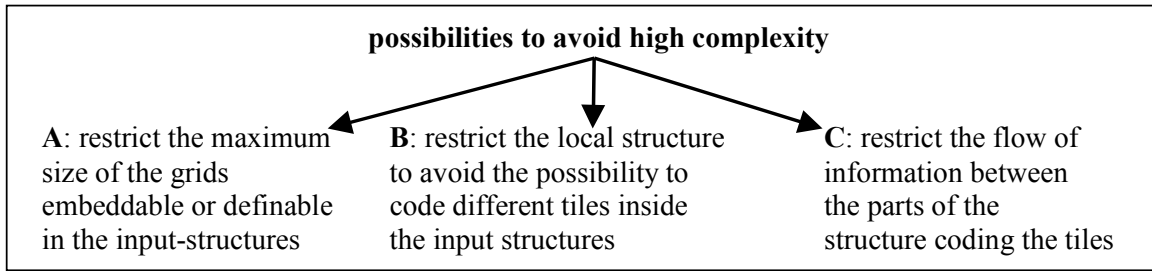 possibilities to avoid high complexity
A: restrict the maximum
size of the grids
embeddable or definable
in the input-structures
B: restrict the local structure
to avoid the possibility to
code different tiles inside
the input structures
C: restrict the flow of
information between
the parts of the
structure coding the tiles